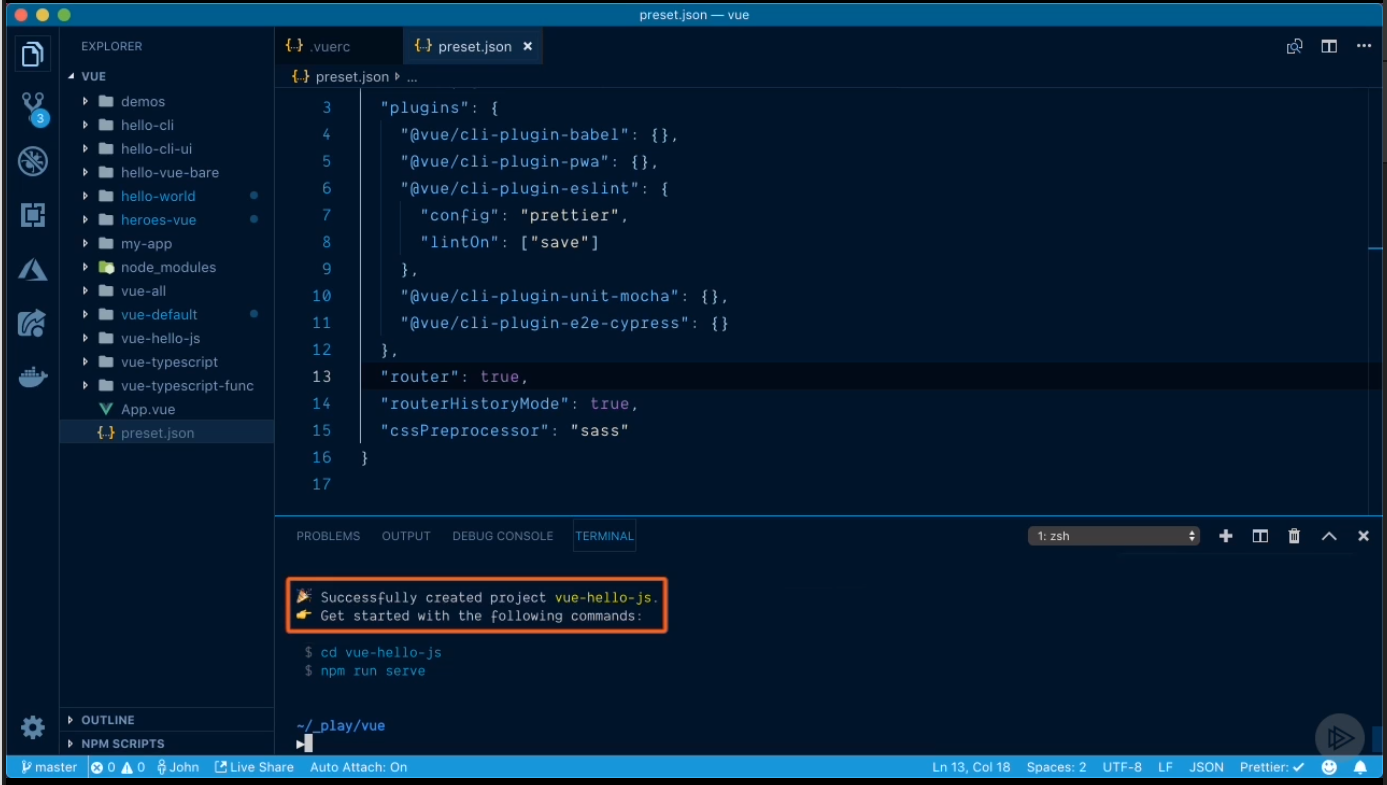 preset.json — vue
EXPLORER
VUE
demos
hello-cli
hello-cli-ui
hello-vue-bare
hello-world
heroes-vue
my-app
node_modules
vue-all
vue-default
vue-hello-js
vue-typescript
vue-typescript-func
App.vue
{..} preset.json
OUTLINE
NPM SCRIPTS
3
{..} .vuerc
{..} preset.json ×
{..} preset.json ▸ ...
3 "plugins": {
4 "@vue/cli-plugin-babel": {},
5 "@vue/cli-plugin-pwa": {},
6 "@vue/cli-plugin-eslint": {
7 "config": "prettier",
8 "lintOn": ["save"]
9 },
10 "@vue/cli-plugin-unit-mocha": {},
11 "@vue/cli-plugin-e2e-cypress": {}
12 },
13 "router": true,
14 "routerHistoryMode": true,
15 "cssPreprocessor": "sass"
16 }
17
PROBLEMS OUTPUT DEBUG CONSOLE TERMINAL 1: zsh
🎉 Successfully created project vue-hello-js.
👉 Get started with the following commands:
$ cd vue-hello-js
$ npm run serve
~/_play/vue
master 0 0 John Live Share Auto Attach: On Ln 13, Col 18 Spaces: 2 UTF-8 LF JSON Prettier: ✓